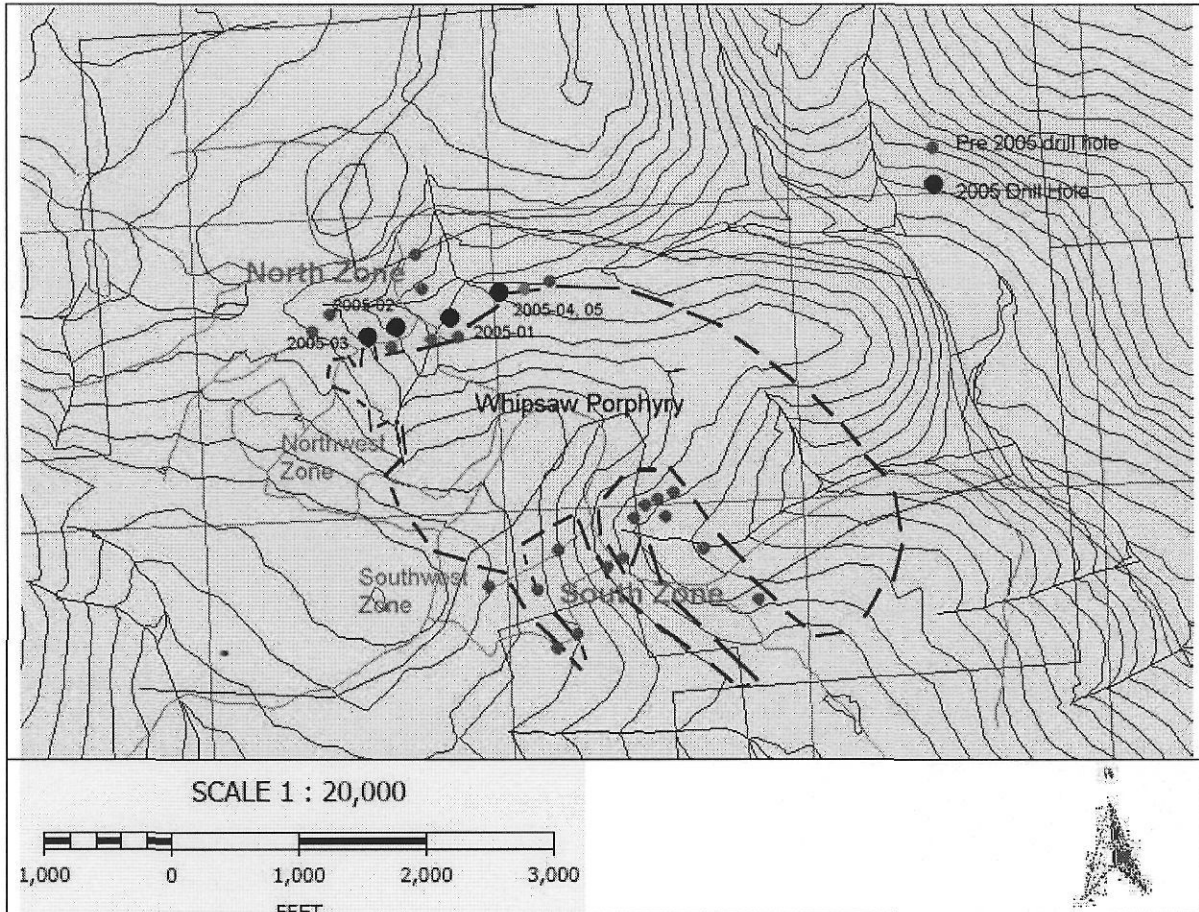 Pre 2005 drill hole
2005 Drill Hole
North Zone
2005-02
2005-04, 05
2005-01
2005-03
Whipsaw Porphyry
Northwest
Zone
Southwest
Zone
South Zone
SCALE 1 : 20,000
1,000 0 1,000 2,000 3,000
FEET
N